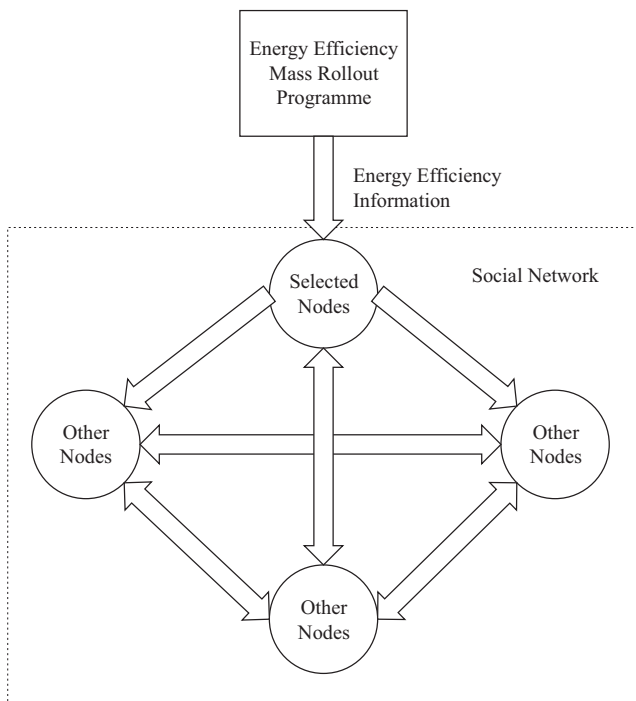 Energy Efficiency
Mass Rollout
Programme
Energy Efficiency
Information
Social Network
Selected
Nodes
Other
Nodes
Other
Nodes
Other
Nodes